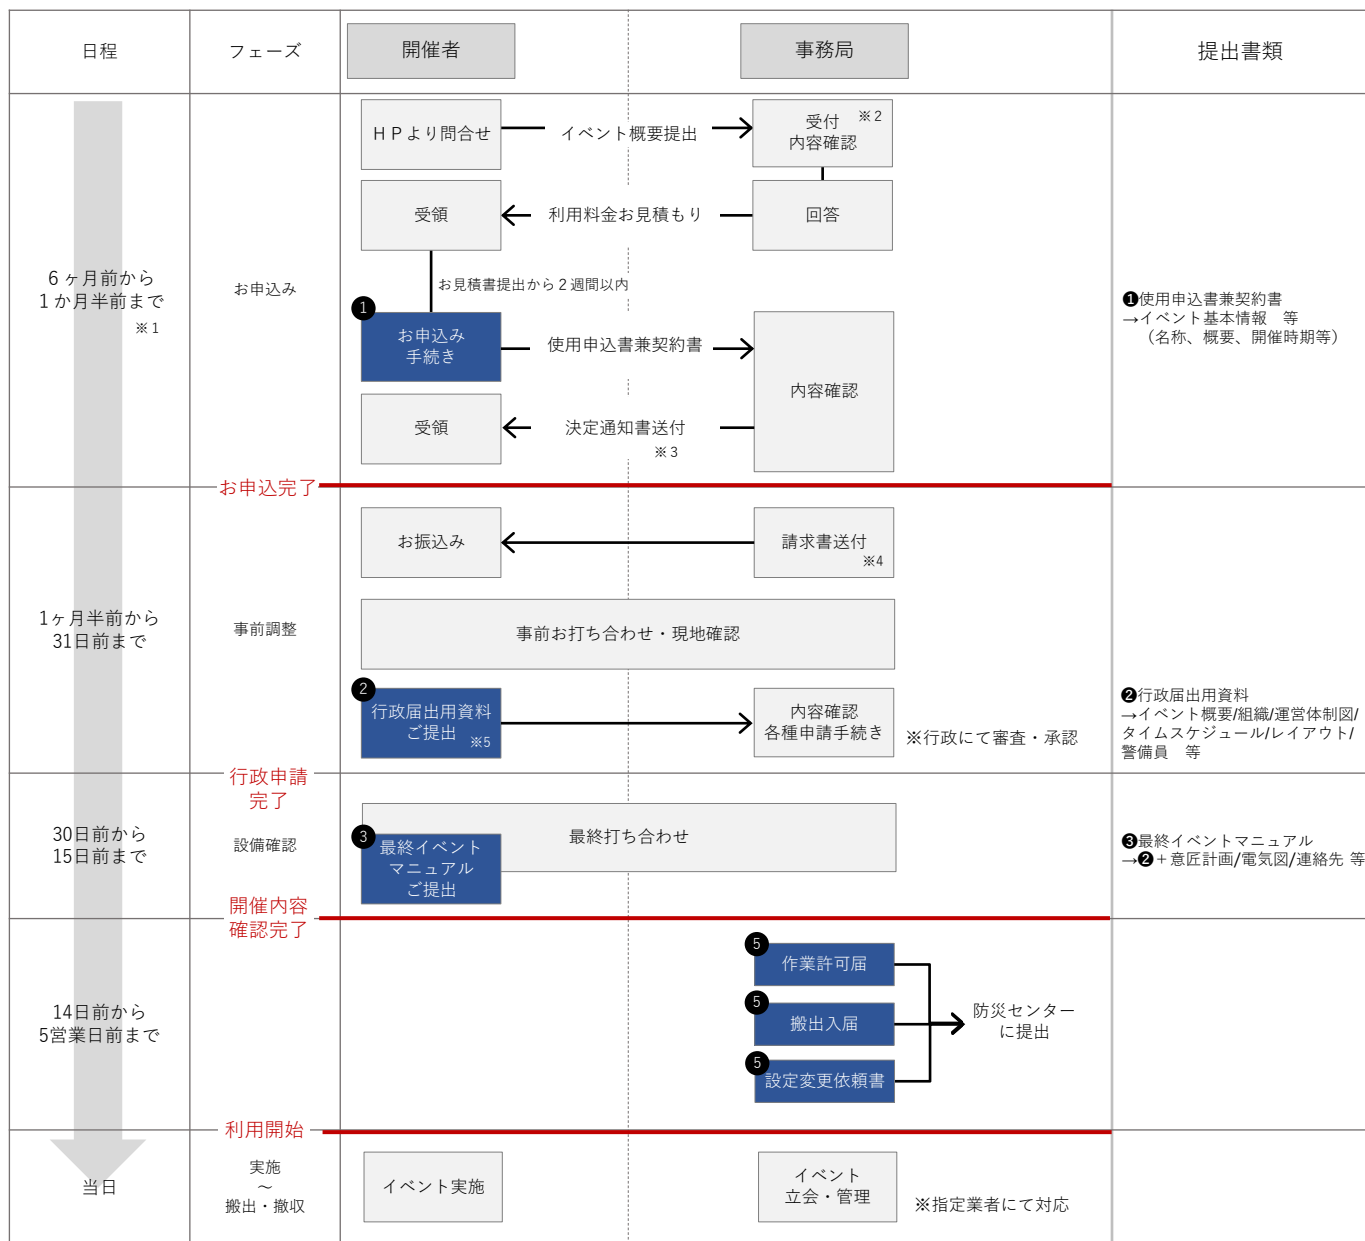 日程
フェーズ
開催者
事務局
提出書類
6ヶ月前から
1か月半前まで
※1
お申込み
HPより問合せ
イベント概要提出
受付 ※2
内容確認
受領
利用料金お見積もり
回答
お見積書提出から2週間以内
❶
お申込み
手続き
使用申込書兼契約書
内容確認
受領
決定通知書送付
※3
❶使用申込書兼契約書
→イベント基本情報 等
(名称、概要、開催時期等)
お申込完了
1ヶ月半前から
31日前まで
事前調整
お振込み
請求書送付
※4
事前お打ち合わせ・現地確認
❷
行政届出用資料
ご提出 ※5
内容確認
各種申請手続き
※行政にて審査・承認
❷行政届出用資料
→イベント概要/組織/運営体制図/
タイムスケジュール/レイアウト/
警備員 等
行政申請
完了
30日前から
15日前まで
設備確認
最終打ち合わせ
❸
最終イベント
マニュアル
ご提出
❸最終イベントマニュアル
→❷+意匠計画/電気図/連絡先 等
開催内容
確認完了
14日前から
5営業日前まで
❺
作業許可届
❺
搬出入届
❺
設定変更依頼書
防災センター
に提出
利用開始
当日
実施
～
搬出・撤収
イベント実施
イベント
立会・管理
※指定業者にて対応